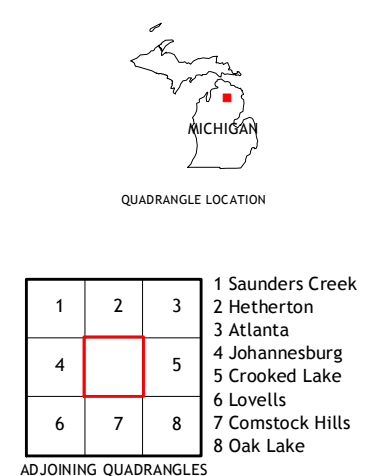 MICHIGAN
QUADRANGLE LOCATION
1 2 3
4 5
6 7 8
1 Saunders Creek
2 Hetherton
3 Atlanta
4 Johannesburg
5 Crooked Lake
6 Lovells
7 Comstock Hills
8 Oak Lake
ADJOINING QUADRANGLES